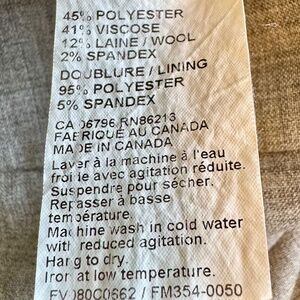 45% POLYESTER
41% VISCOSE
12% LAINE / WOOL
2% SPANDEX
DOUBLURE / LINING
95% POLYESTER
5% SPANDEX
CA 06796 RN86213
FABRIQUÉ AU CANADA
MADE IN CANADA
Laver à la machine à l'eau
froide avec agitation réduite.
Suspendre pour sécher.
Repasser à basse
température.
Machine wash in cold water
with reduced agitation.
Hang to dry.
Iron at low temperature.
/ FM354-0050